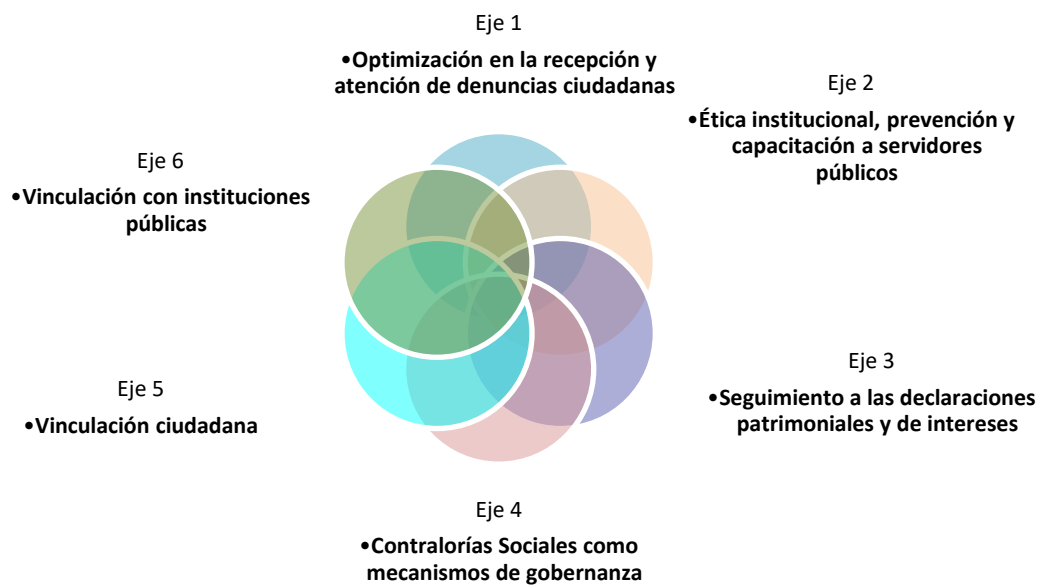 Eje 1
•Optimización en la recepción y
atención de denuncias ciudadanas
Eje 2
•Ética institucional, prevención y
capacitación a servidores
públicos
Eje 3
•Seguimiento a las declaraciones
patrimoniales y de intereses
Eje 4
•Contralorías Sociales como
mecanismos de gobernanza
Eje 5
•Vinculación ciudadana
Eje 6
•Vinculación con instituciones
públicas